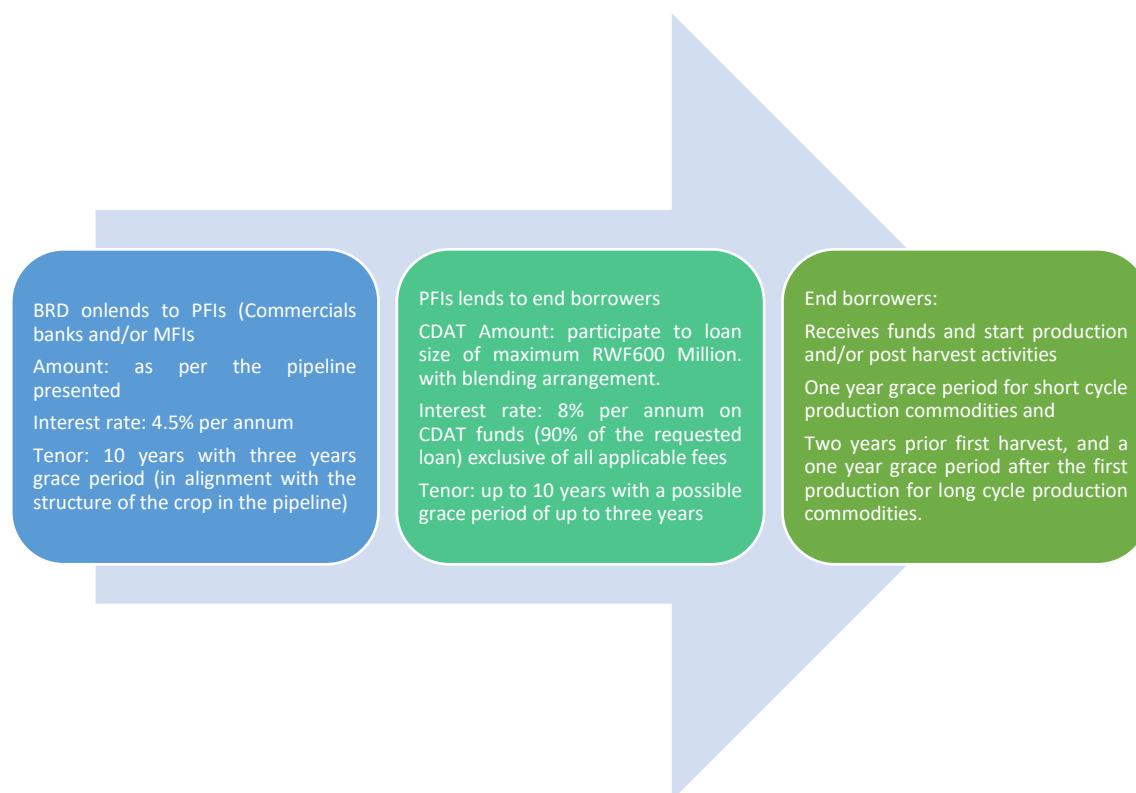 BRD onlends to PFIs (Commercials
banks and/or MFIs
Amount: as per the pipeline
presented
Interest rate: 4.5% per annum
Tenor: 10 years with three years
grace period (in alignment with the
structure of the crop in the pipeline)
PFIs lends to end borrowers
CDAT Amount: participate to loan
size of maximum RWF600 Million.
with blending arrangement.
Interest rate: 8% per annum on
CDAT funds (90% of the requested
loan) exclusive of all applicable fees
Tenor: up to 10 years with a possible
grace period of up to three years
End borrowers:
Receives funds and start production
and/or post harvest activities
One year grace period for short cycle
production commodities and
Two years prior first harvest, and a
one year grace period after the first
production for long cycle production
commodities.